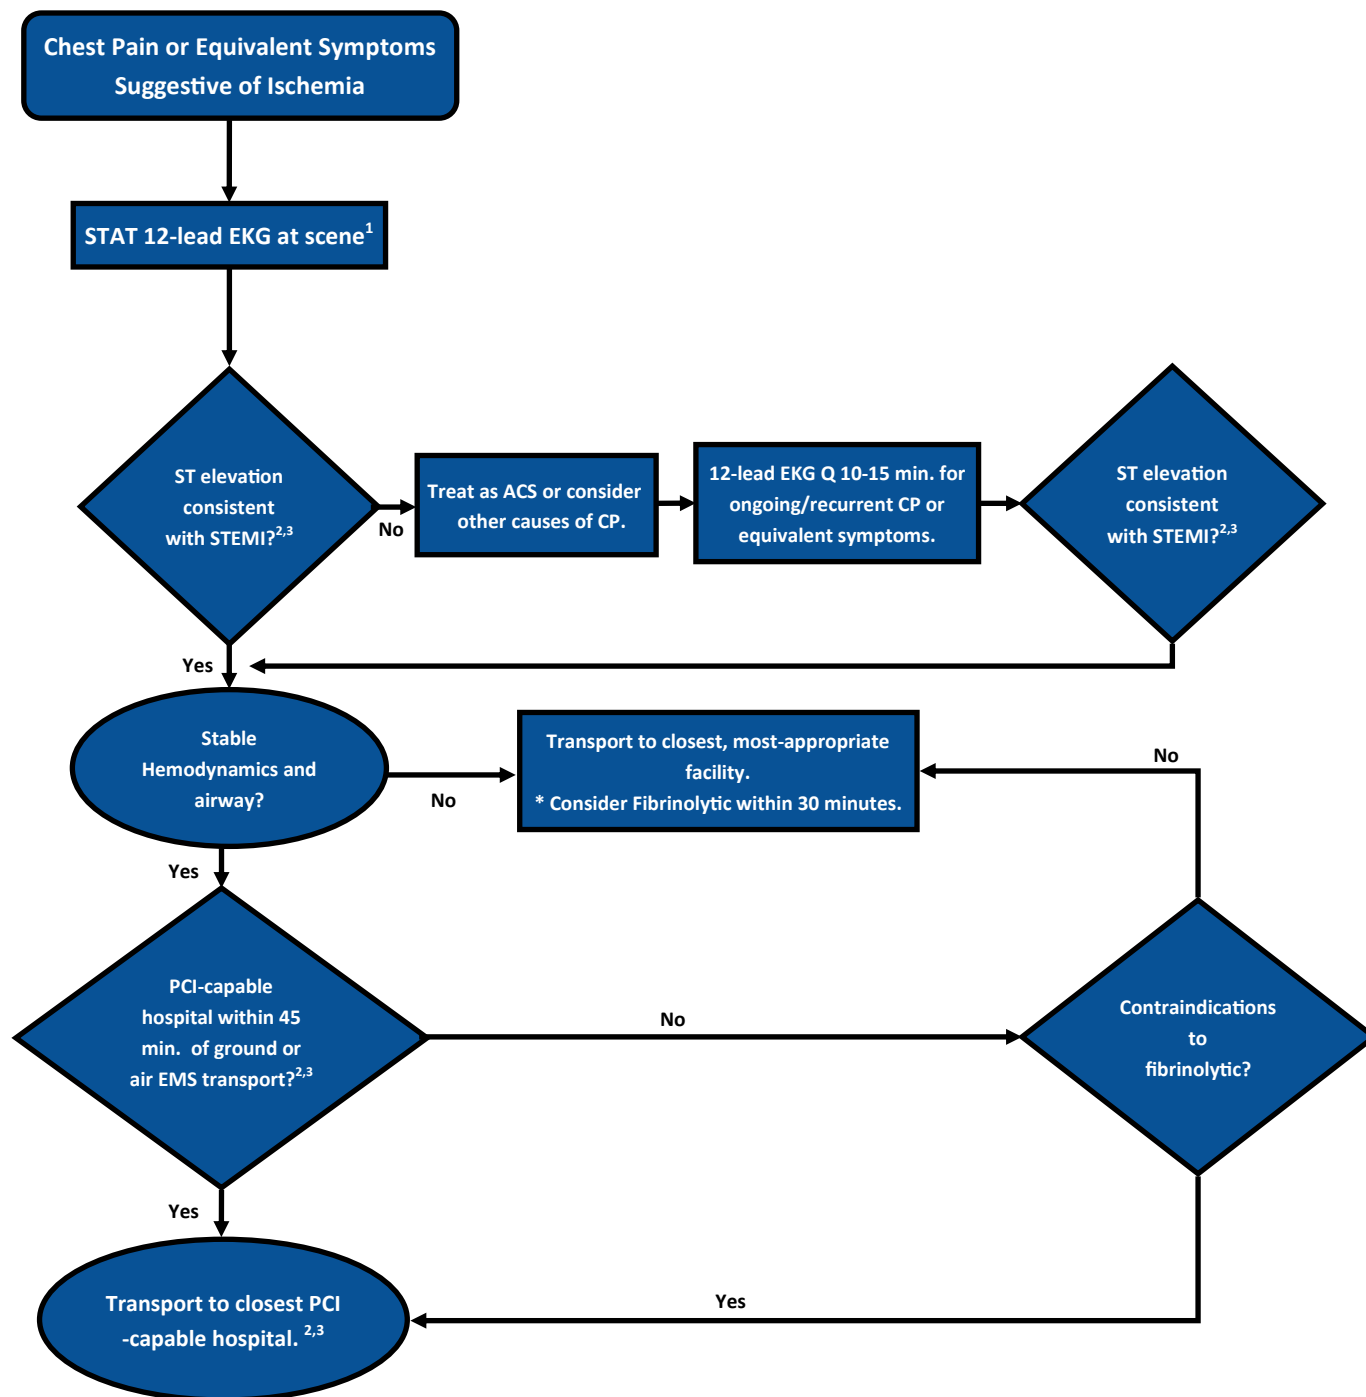 Chest Pain or Equivalent Symptoms
Suggestive of Ischemia
STAT 12-lead EKG at scene1
ST elevation
consistent
with STEMI?2,3
No
Treat as ACS or consider
other causes of CP.
12-lead EKG Q 10-15 min. for
ongoing/recurrent CP or
equivalent symptoms.
ST elevation
consistent
with STEMI?2,3
Yes
Stable
Hemodynamics and
airway?
No
Transport to closest, most-appropriate
facility.
* Consider Fibrinolytic within 30 minutes.
No
Yes
PCI-capable
hospital within 45
min.  of ground or
air EMS transport?2,3
No
Contraindications
to
fibrinolytic?
Yes
Transport to closest PCI
-capable hospital. 2,3
Yes